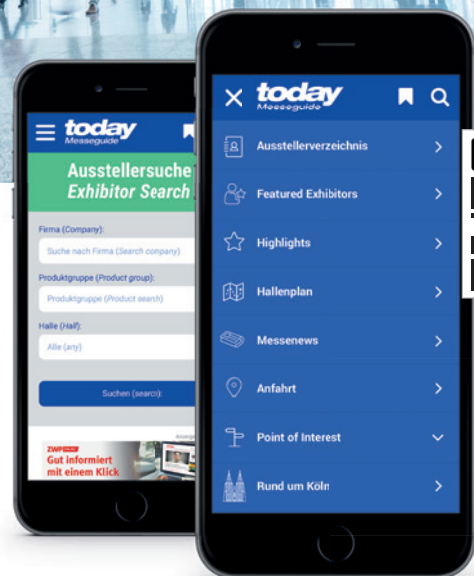 today
Messeguide
Ausstellersuche
Exhibitor Search
Firma (Company):
Suche nach Firma (Search company)
Produktgruppe (Product group):
Produktgruppe (Product search)
Halle (Hall):
Alle (any)
Suchen (search):
ZWP ONLINE
Gut informiert
mit einem Klick
today
Messeguide
Ausstellerverzeichnis
Featured Exhibitors
Highlights
Hallenplan
Messenews
Anfahrt
Point of Interest
Rund um Köln